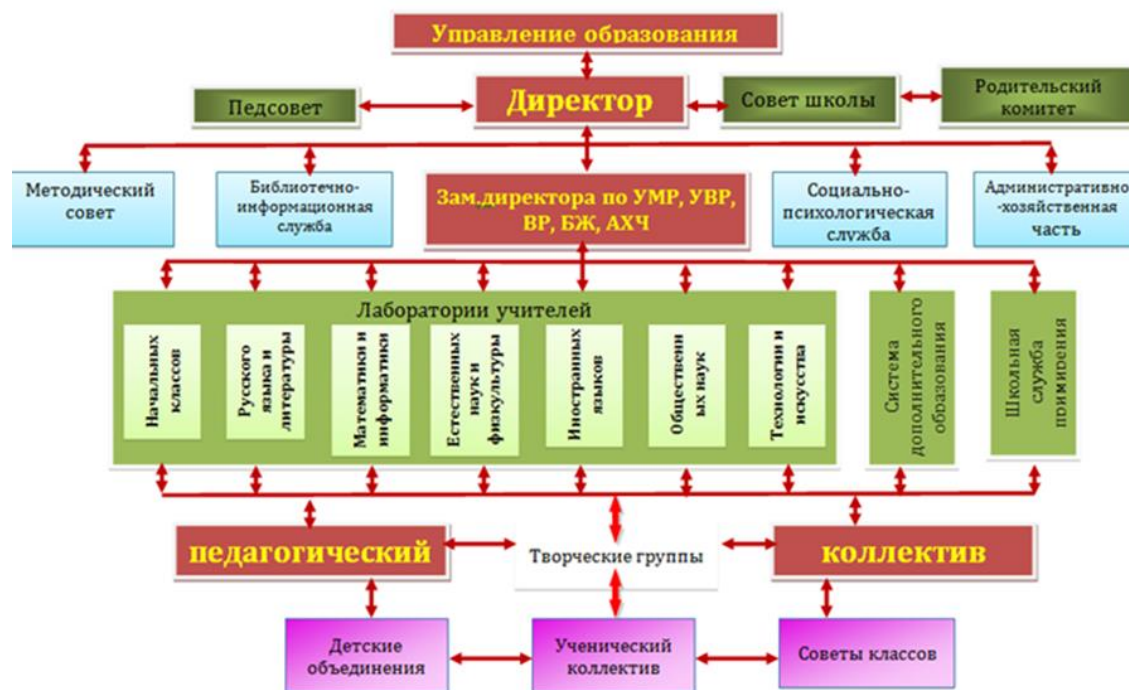 Управление образования
Педсовет
Директор
Совет школы
Родительский
комитет
Методический
совет
Библиотечно-
информационная
служба
Зам.директора по УМР, УВР,
ВР, БЖ, АХЧ
Социально-
психологическая
служба
Административно
-хозяйственная
часть
Лаборатории учителей
Начальных
классов
Русского
языка и
литературы
Математики и
информатики
Естественных
наук и
физкультуры
Иностранных
языков
Общественн
ых наук
Технологии и
искусства
Система
дополнительного
образования
Школьная
служба
примирения
педагогический
Творческие группы
коллектив
Детские
объединения
Ученический
коллектив
Советы классов